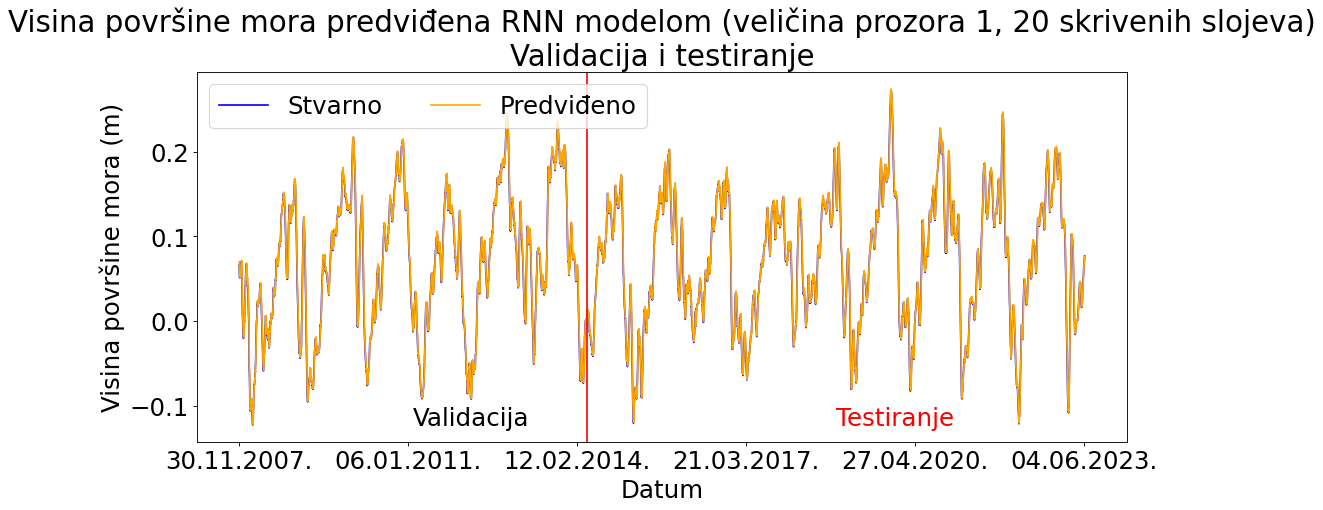 Visina površine mora predviđena RNN modelom (veličina prozora 1, 20 skrivenih slojeva)
Validacija i testiranje
Stvarno Predviđeno
Visina površine mora (m)
0.2
0.1
0.0
−0.1
Validacija Testiranje
30.11.2007. 06.01.2011. 12.02.2014. 21.03.2017. 27.04.2020. 04.06.2023.
Datum